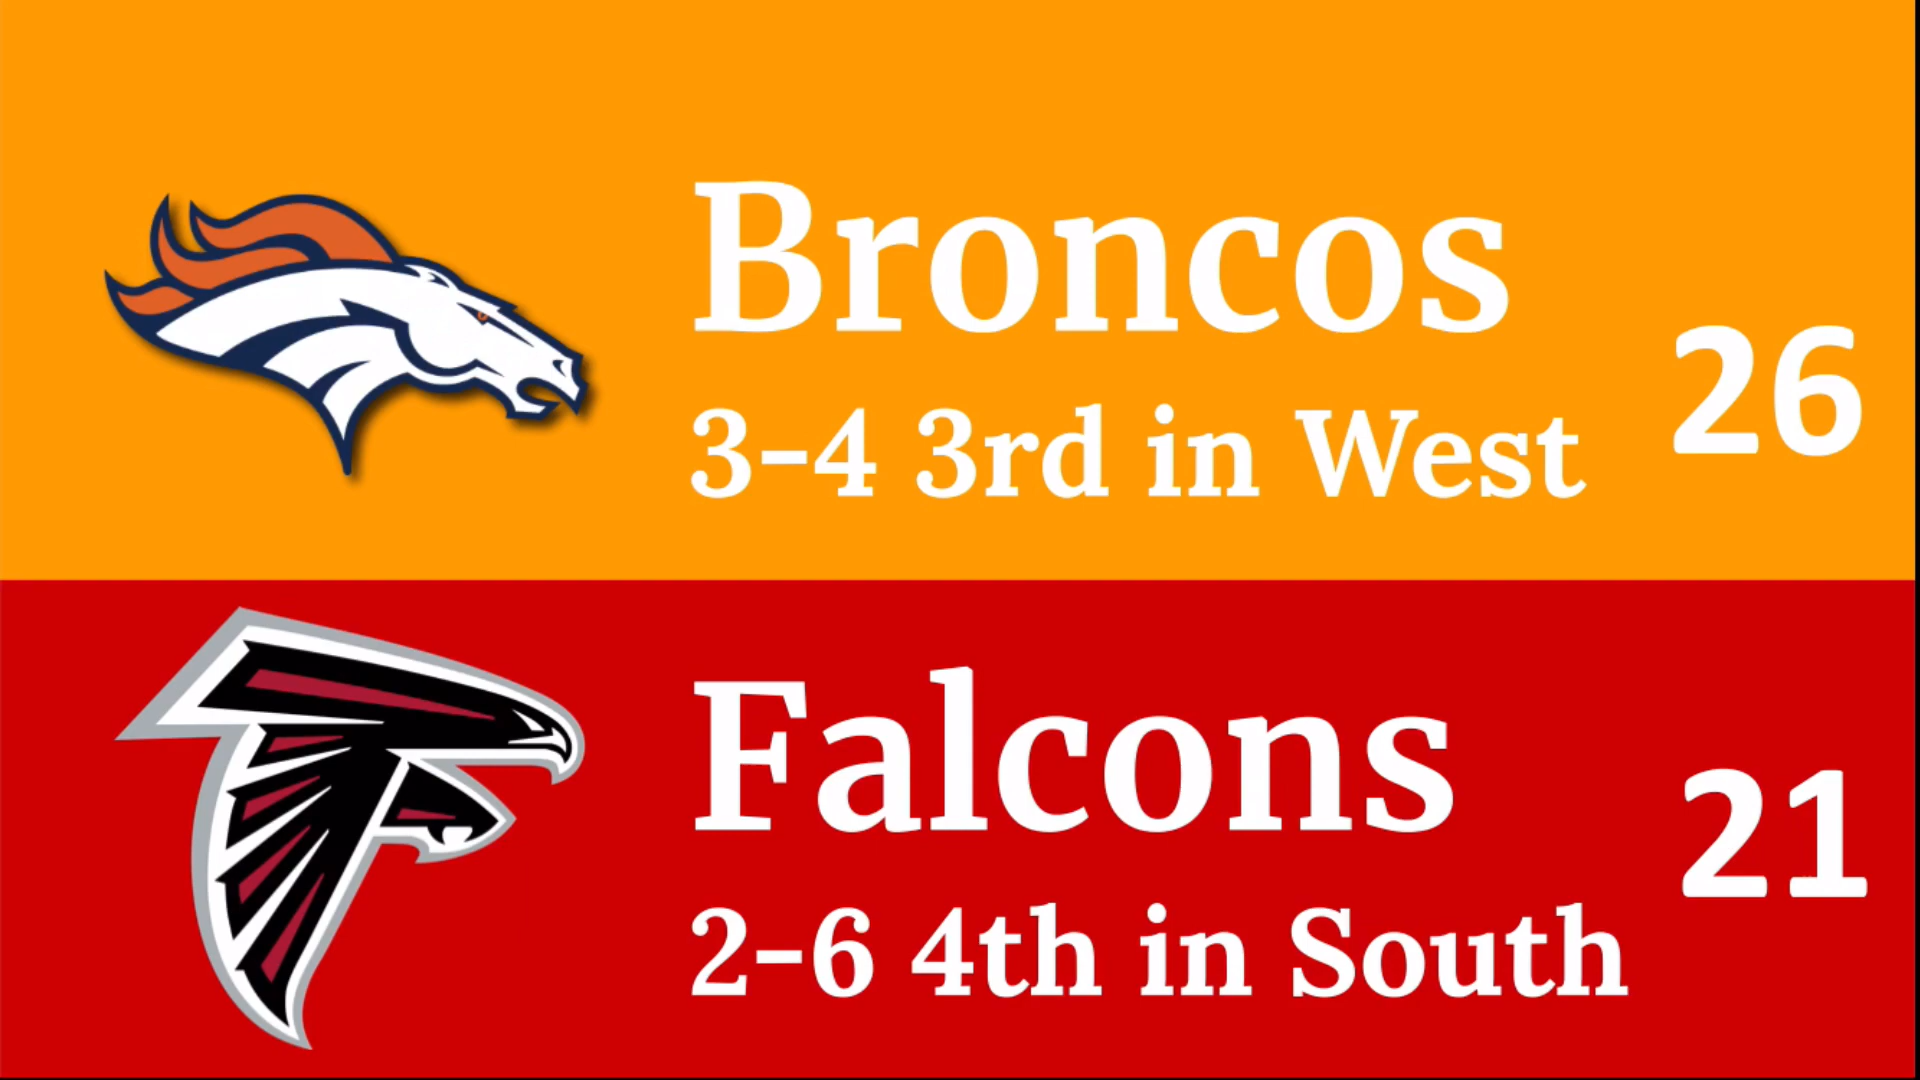 Broncos
3-4 3rd in West
26
Falcons
2-6 4th in South
21